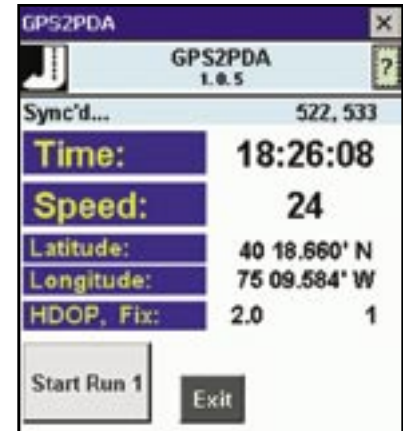 GPS2PDA ×
GPS2PDA ?
1.0.5
Sync'd... 522, 533
Time: 18:26:08
Speed: 24
Latitude: 40 18.660' N
Longitude: 75 09.584' W
HDOP, Fix: 2.0 1
Start Run 1
Exit